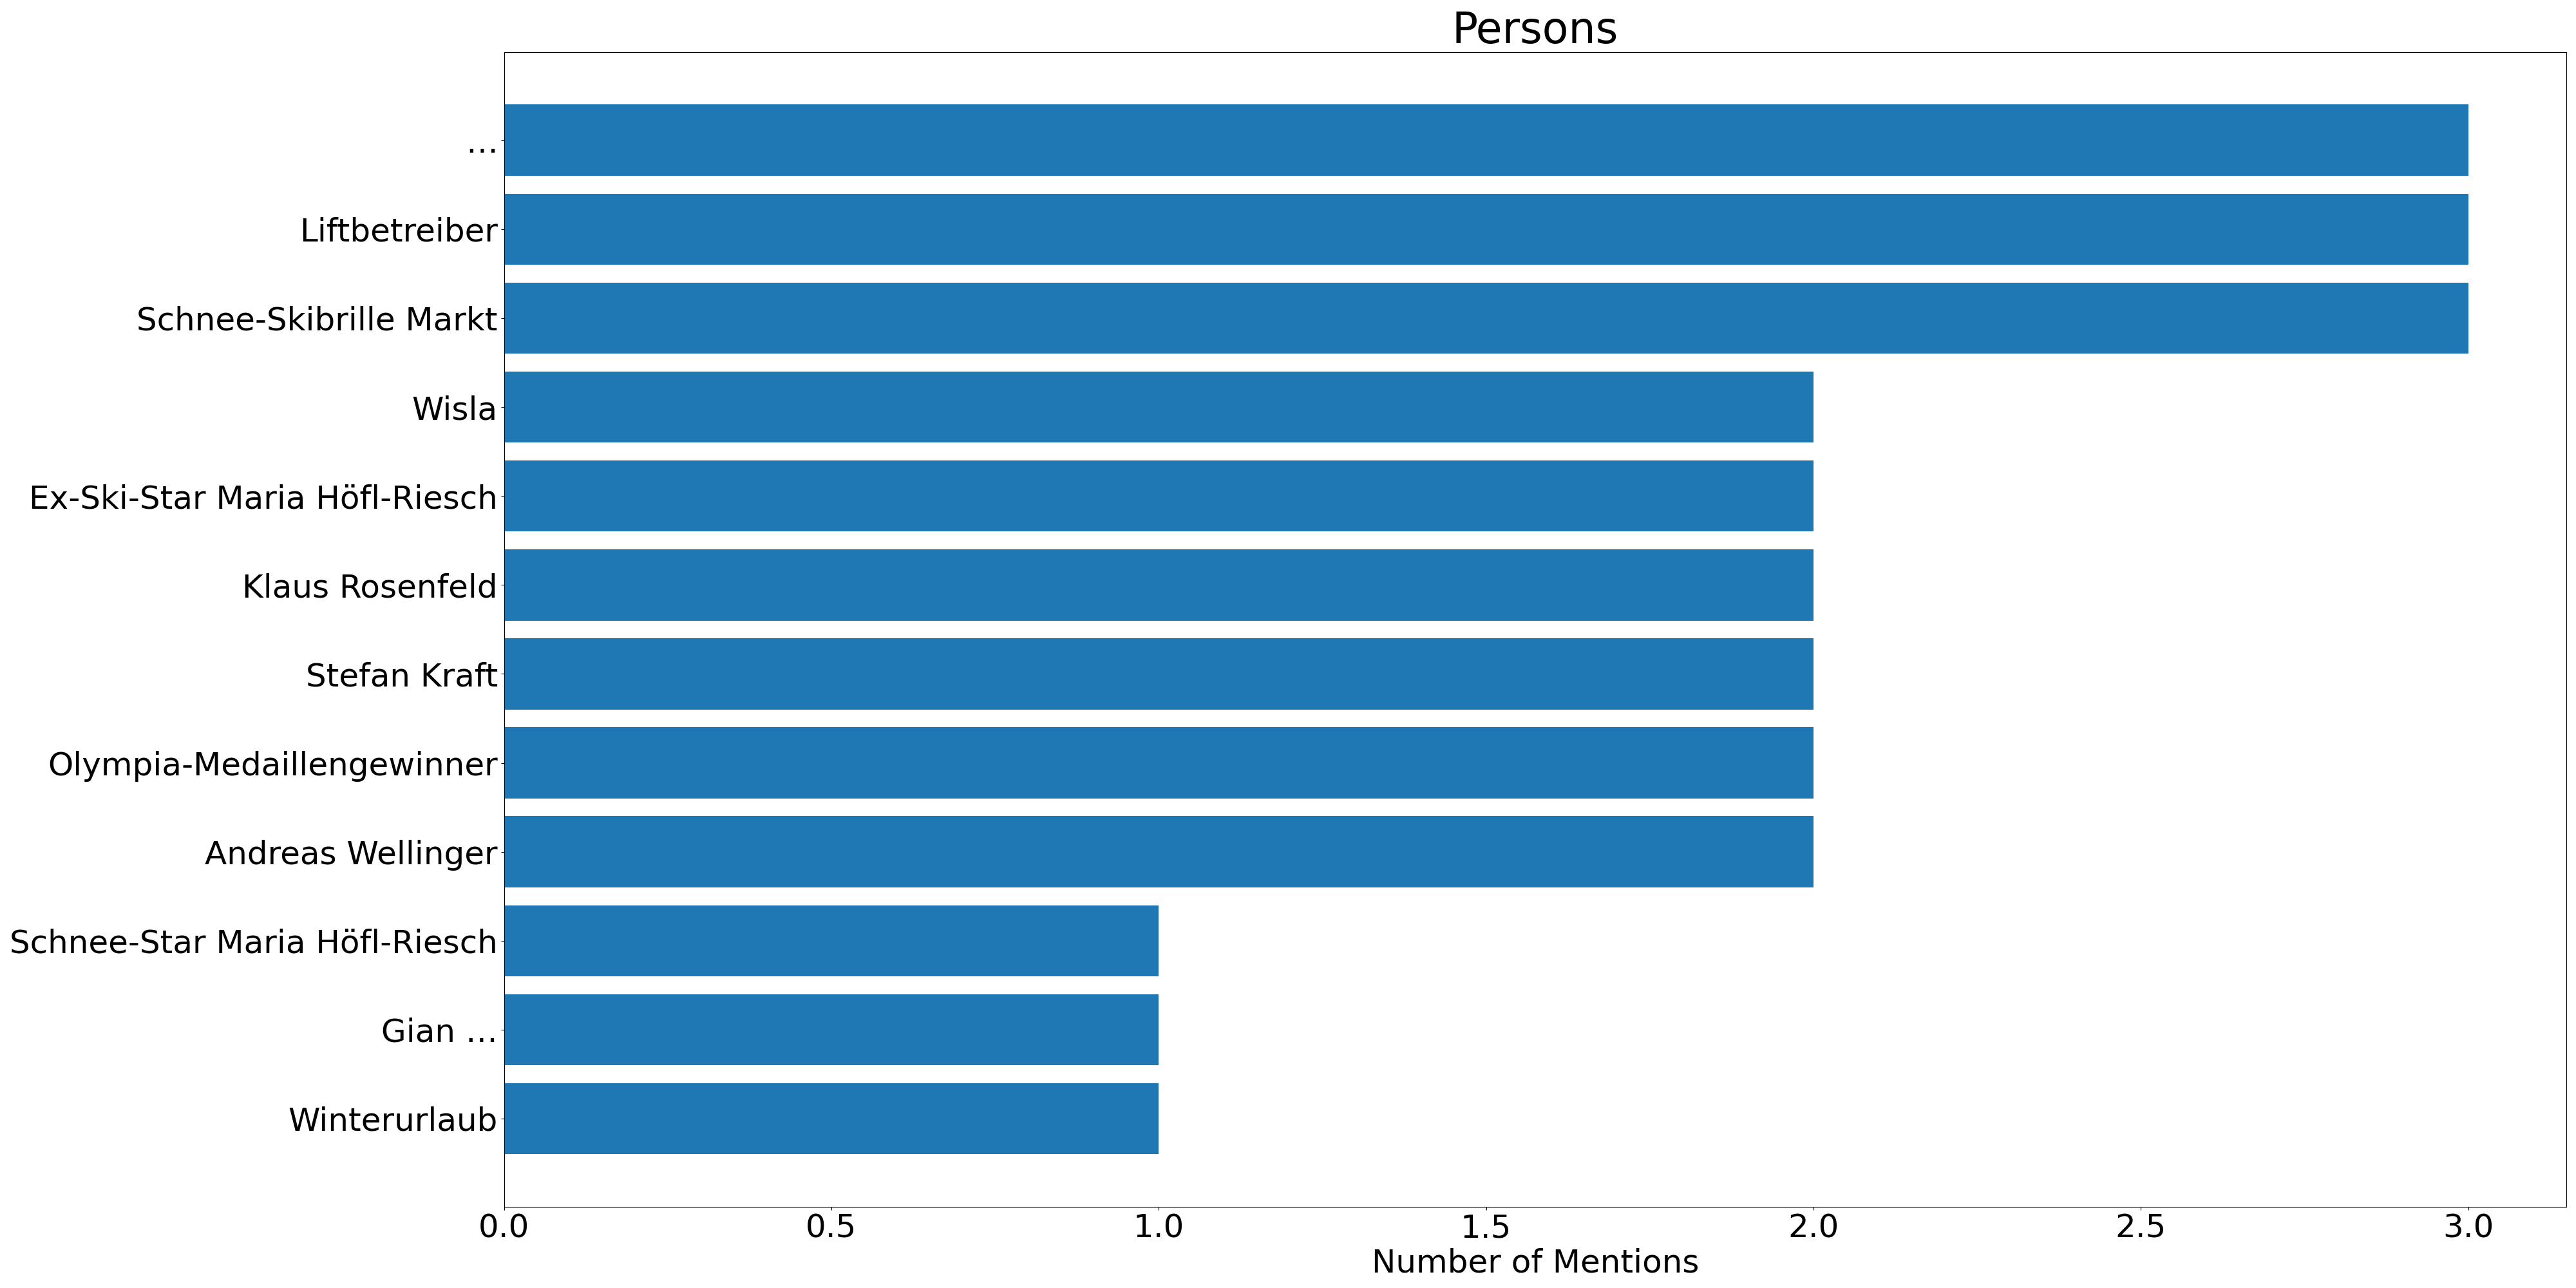 Persons
...
Liftbetreiber
Schnee-Skibrille Markt
Wisla
Ex-Ski-Star Maria Höfl-Riesch
Klaus Rosenfeld
Stefan Kraft
Olympia-Medaillengewinner
Andreas Wellinger
Schnee-Star Maria Höfl-Riesch
Gian ...
Winterurlaub
0.0 0.5 1.0 1.5 2.0 2.5 3.0
Number of Mentions